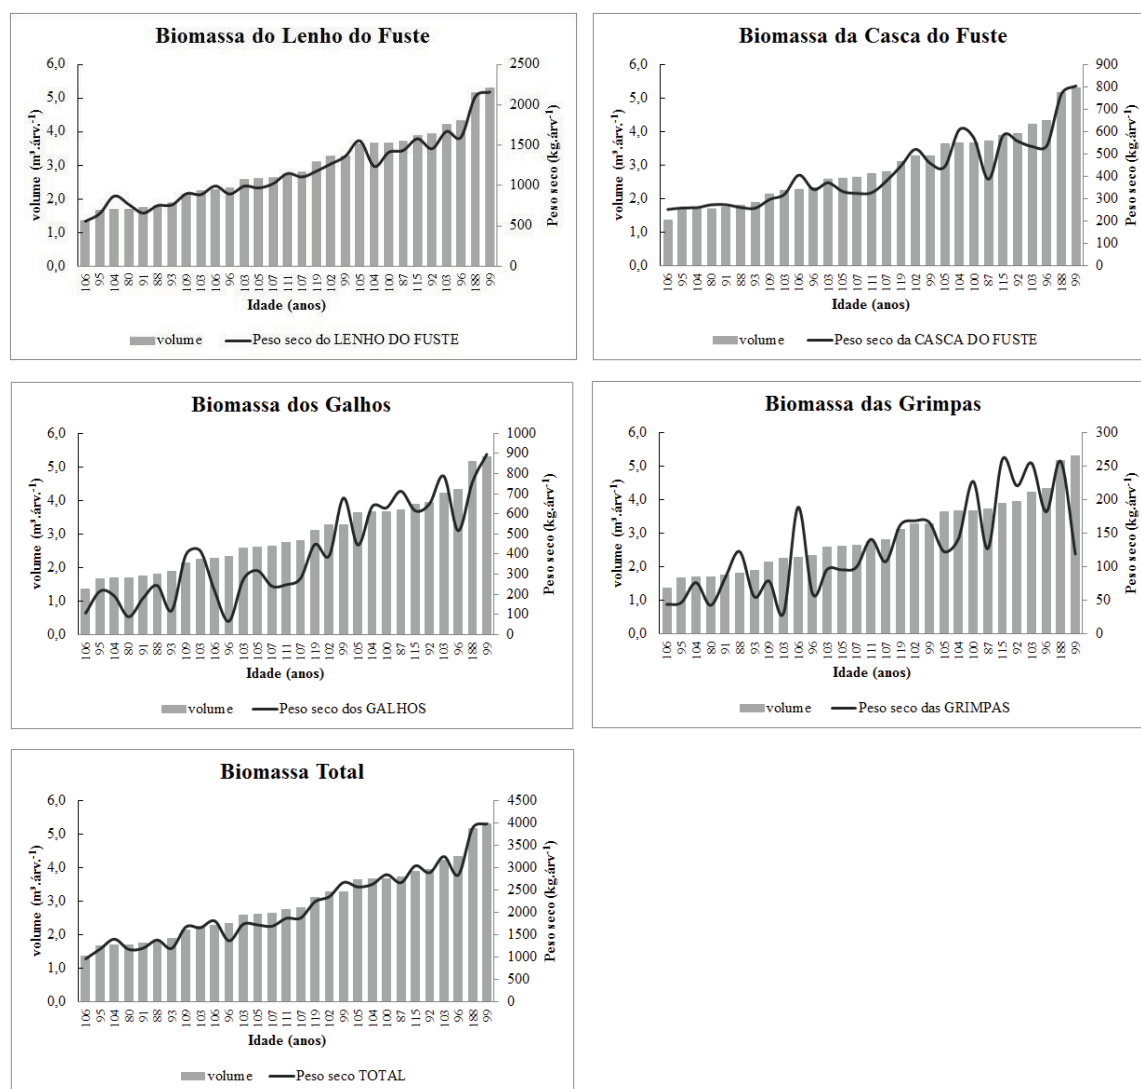 Biomassa do Lenho do Fuste
volume (m³.árv.-¹)
6,0
5,0
4,0
3,0
2,0
1,0
0,0
2500
2000
1500
1000
500
0
Peso seco (kg.árv-¹)
106 95 104 80 91 88 93 109 103 106 96 103 105 107 111 107 119 102 99 105 104 100 87 115 92 103 96 188 99
Idade (anos)
volume Peso seco do LENHO DO FUSTE
Biomassa da Casca do Fuste
volume (m³.árv.-¹)
6,0
5,0
4,0
3,0
2,0
1,0
0,0
900
800
700
600
500
400
300
200
100
0
Peso seco (kg.árv-¹)
106 95 104 80 91 88 93 109 103 106 96 103 105 107 111 107 119 102 99 105 104 100 87 115 92 103 96 188 99
Idade (anos)
volume Peso seco da CASCA DO FUSTE
Biomassa dos Galhos
volume (m³.árv.-¹)
6,0
5,0
4,0
3,0
2,0
1,0
0,0
1000
900
800
700
600
500
400
300
200
100
0
Peso seco (kg.árv-¹)
106 95 104 80 91 88 93 109 103 106 96 103 105 107 111 107 119 102 99 105 104 100 87 115 92 103 96 188 99
Idade (anos)
volume Peso seco dos GALHOS
Biomassa das Grimpas
volume (m³.árv.-¹)
6,0
5,0
4,0
3,0
2,0
1,0
0,0
300
250
200
150
100
50
0
Peso seco (kg.árv-¹)
106 95 104 80 91 88 93 109 103 106 96 103 105 107 111 107 119 102 99 105 104 100 87 115 92 103 96 188 99
Idade (anos)
volume Peso seco das GRIMPAS
Biomassa Total
volume (m³.árv.-¹)
6,0
5,0
4,0
3,0
2,0
1,0
0,0
4500
4000
3500
3000
2500
2000
1500
1000
500
0
Peso seco (kg.árv-¹)
106 95 104 80 91 88 93 109 103 106 96 103 105 107 111 107 119 102 99 105 104 100 87 115 92 103 96 188 99
Idade (anos)
volume Peso seco TOTAL